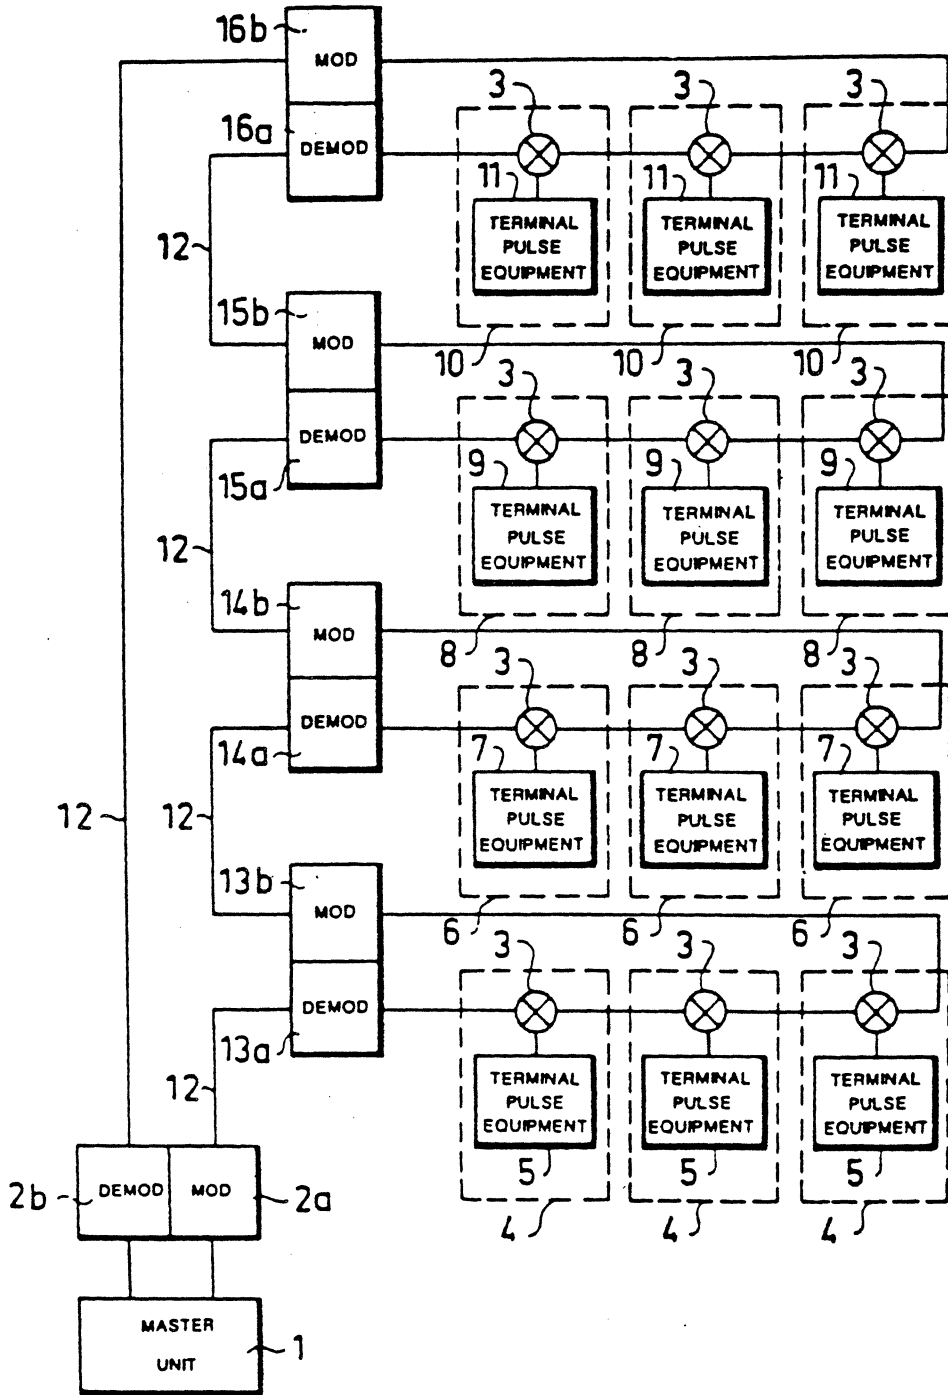 16b
MOD
3 3 3
16a
DEMOD
11 11 11
TERMINAL PULSE EQUIPMENT
TERMINAL PULSE EQUIPMENT
TERMINAL PULSE EQUIPMENT
12
15b
MOD
10 10 10
3 3 3
DEMOD
15a
9 9 9
TERMINAL PULSE EQUIPMENT
TERMINAL PULSE EQUIPMENT
TERMINAL PULSE EQUIPMENT
12
14b
MOD
8 8 8
3 3 3
DEMOD
14a
7 7 7
TERMINAL PULSE EQUIPMENT
TERMINAL PULSE EQUIPMENT
TERMINAL PULSE EQUIPMENT
12 12
13b
MOD
6 6 6
3 3 3
DEMOD
13a
12
TERMINAL PULSE EQUIPMENT
TERMINAL PULSE EQUIPMENT
TERMINAL PULSE EQUIPMENT
5 5 5
2b
DEMOD
MOD
2a
4 4 4
MASTER
UNIT
1